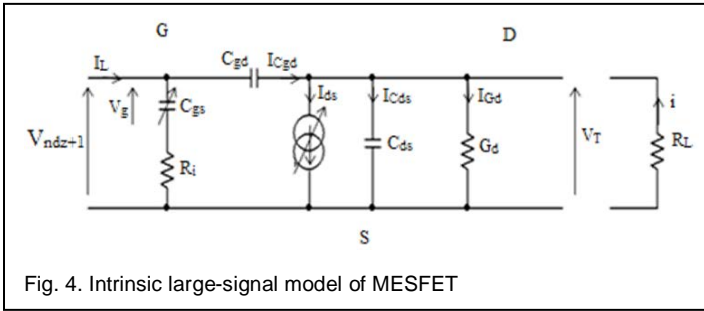 G D
C_gd I_Cgd
I_L
I_ds I_Cds I_Gd i
V_g C_gs
V_ndz+1 V_T R_L
C_ds G_d
R_i
S
Fig. 4. Intrinsic large-signal model of MESFET